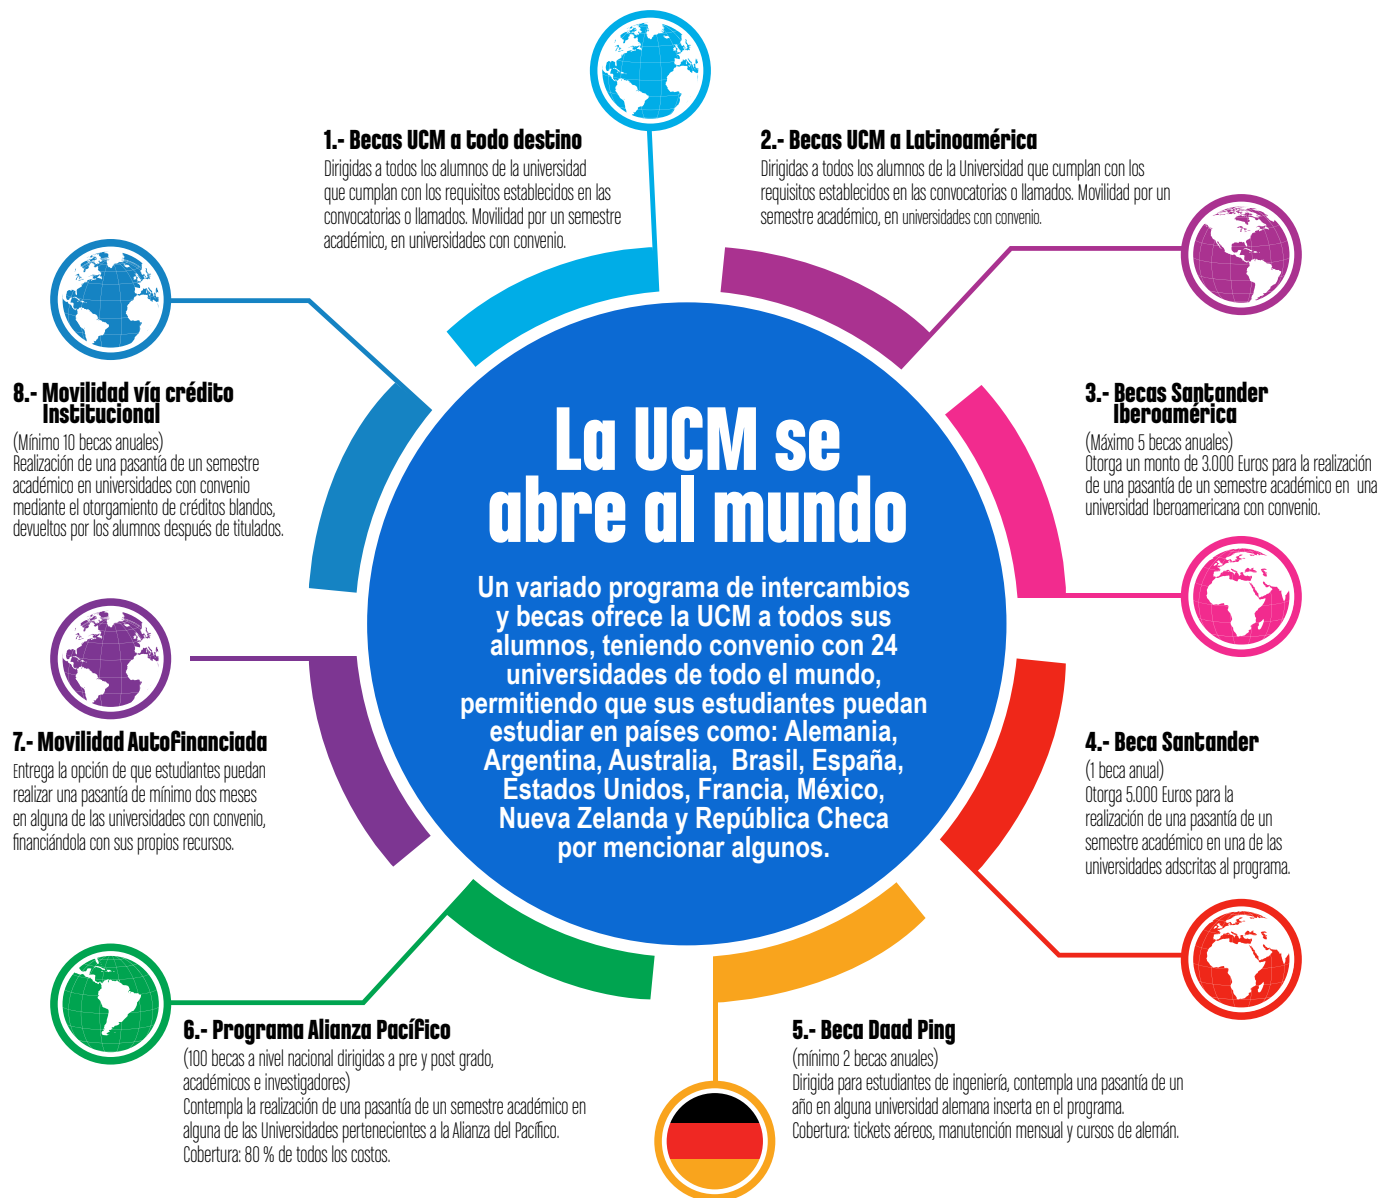 La UCM se
abre al mundo
Un variado programa de intercambios
y becas ofrece la UCM a todos sus
alumnos, teniendo convenio con 24
universidades de todo el mundo,
permitiendo que sus estudiantes puedan
estudiar en países como: Alemania,
Argentina, Australia, Brasil, España,
Estados Unidos, Francia, México,
Nueva Zelanda y República Checa
por mencionar algunos.
1.- Becas UCM a todo destino
Dirigidas a todos los alumnos de la universidad
que cumplan con los requisitos establecidos en las
convocatorias o llamados. Movilidad por un semestre
académico, en universidades con convenio.
2.- Becas UCM a Latinoamérica
Dirigidas a todos los alumnos de la Universidad que cumplan con los
requisitos establecidos en las convocatorias o llamados. Movilidad por un
semestre académico, en universidades con convenio.
3.- Becas Santander
Iberoamérica
(Máximo 5 becas anuales)
Otorga un monto de 3.000 Euros para la realización
de una pasantía de un semestre académico en una
universidad Iberoamericana con convenio.
4.- Beca Santander
(1 beca anual)
Otorga 5.000 Euros para la
realización de una pasantía de un
semestre académico en una de las
universidades adscritas al programa.
5.- Beca Daad Ping
(mínimo 2 becas anuales)
Dirigida para estudiantes de ingeniería, contempla una pasantía de un
año en alguna universidad alemana inserta en el programa.
Cobertura: tickets aéreos, manutención mensual y cursos de alemán.
6.- Programa Alianza Pacífico
(100 becas a nivel nacional dirigidas a pre y post grado,
académicos e investigadores)
Contempla la realización de una pasantía de un semestre académico en
alguna de las Universidades pertenecientes a la Alianza del Pacífico.
Cobertura: 80 % de todos los costos.
7.- Movilidad Autofinanciada
Entrega la opción de que estudiantes puedan
realizar una pasantía de mínimo dos meses
en alguna de las universidades con convenio,
financiándola con sus propios recursos.
8.- Movilidad vía crédito
Institucional
(Mínimo 10 becas anuales)
Realización de una pasantía de un semestre
académico en universidades con convenio
mediante el otorgamiento de créditos blandos,
devueltos por los alumnos después de titulados.